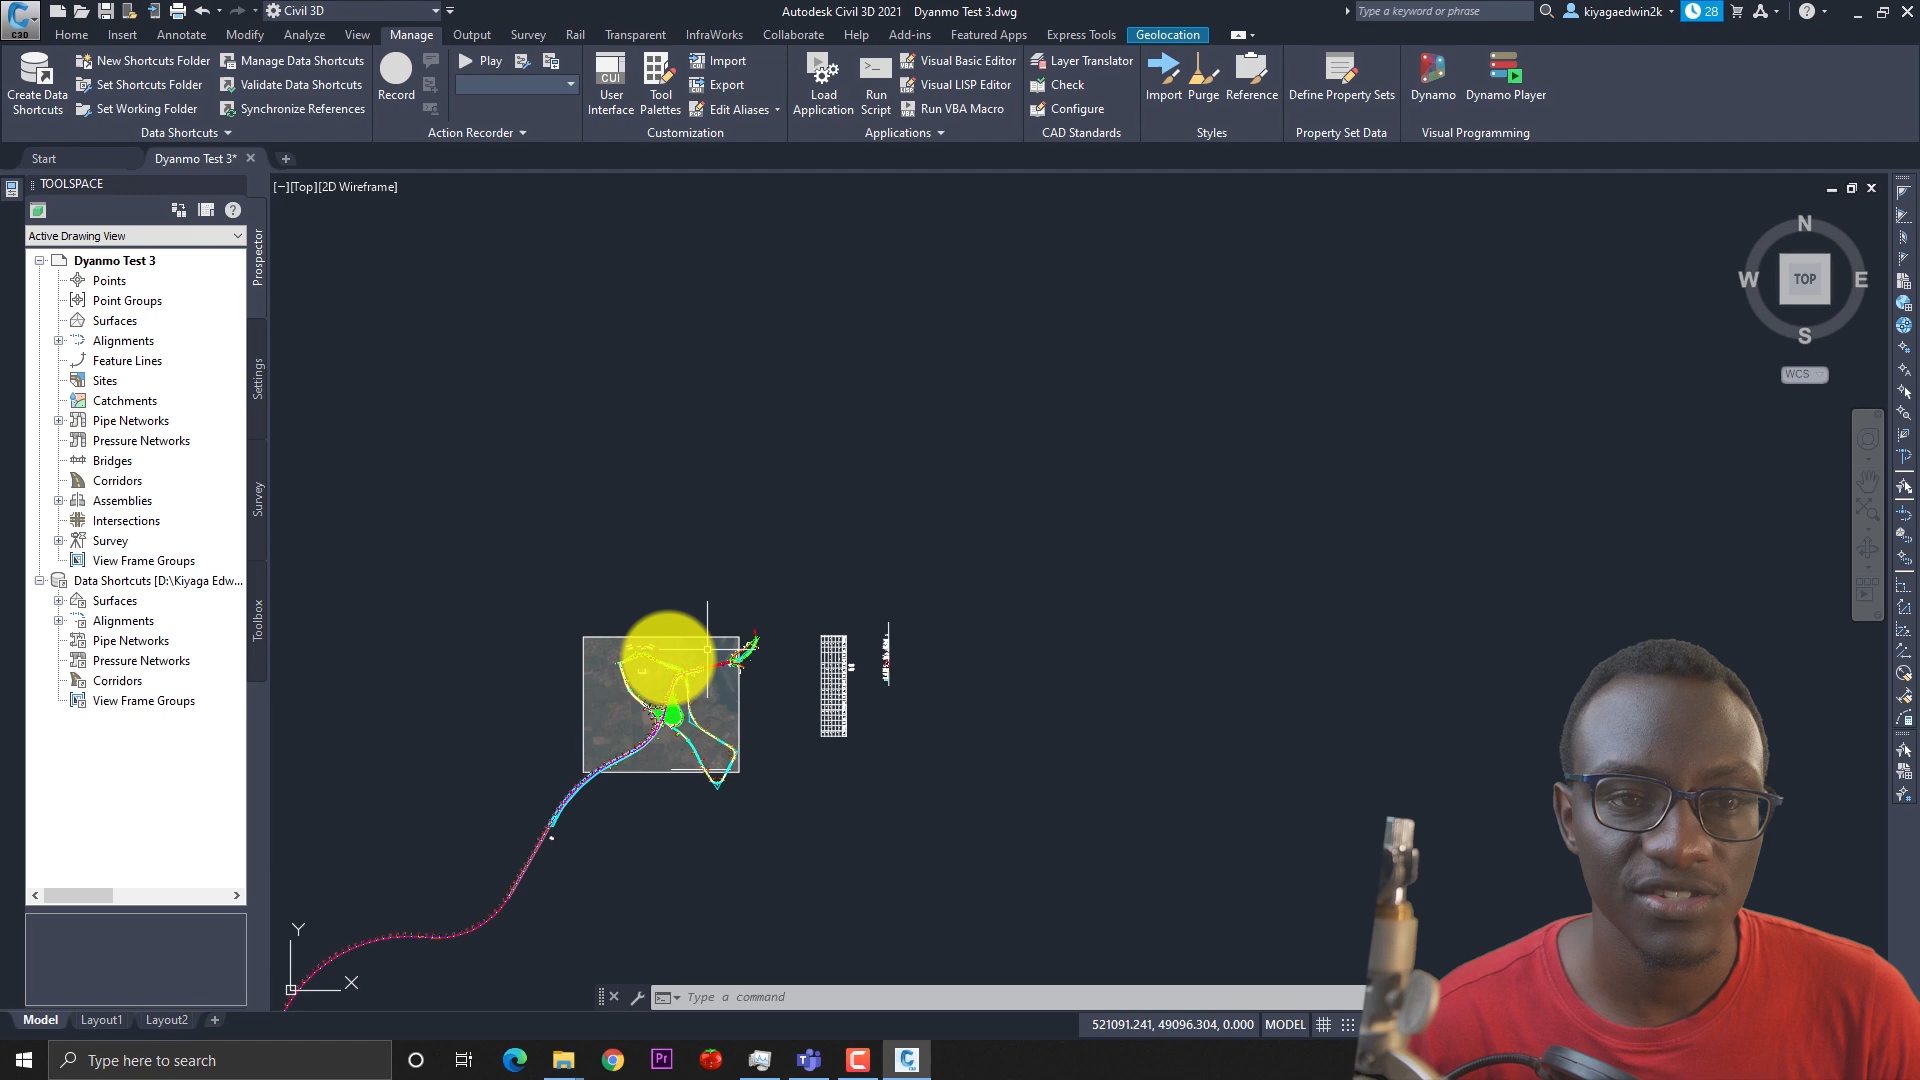 C3D
Civil 3D
Autodesk Civil 3D 2021 Dyanmo Test 3.dwg
Type a keyword or phrase
kiyagaedwin2k
28
Home Insert Annotate Modify Analyze View Manage Output Survey Rail Transparent InfraWorks Collaborate Help Add-ins Featured Apps Express Tools Geolocation
Create Data Shortcuts
New Shortcuts Folder
Set Shortcuts Folder
Set Working Folder
Manage Data Shortcuts
Validate Data Shortcuts
Synchronize References
Data Shortcuts
Record
Play
Action Recorder
CUI
User Interface
Tool Palettes
Import
Export
Edit Aliases
Customization
Load Application
Run Script
Visual Basic Editor
Visual LISP Editor
Run VBA Macro
Applications
Layer Translator
Check
Configure
CAD Standards
Import
Purge
Reference
Styles
Define Property Sets
Property Set Data
Dynamo
Dynamo Player
Visual Programming
Start
Dyanmo Test 3*
TOOLSPACE
Active Drawing View
Dyanmo Test 3
Points
Point Groups
Surfaces
Alignments
Feature Lines
Sites
Catchments
Pipe Networks
Pressure Networks
Bridges
Corridors
Assemblies
Intersections
Survey
View Frame Groups
Data Shortcuts [D:\Kiyaga Edw...
Surfaces
Alignments
Pipe Networks
Pressure Networks
Corridors
View Frame Groups
Prospector
Settings
Survey
Toolbox
[−][Top][2D Wireframe]
N
W
TOP
E
S
WCS
Y
X
Type a command
Model
Layout1
Layout2
521091.241, 49096.304, 0.000
MODEL
Type here to search
Pr